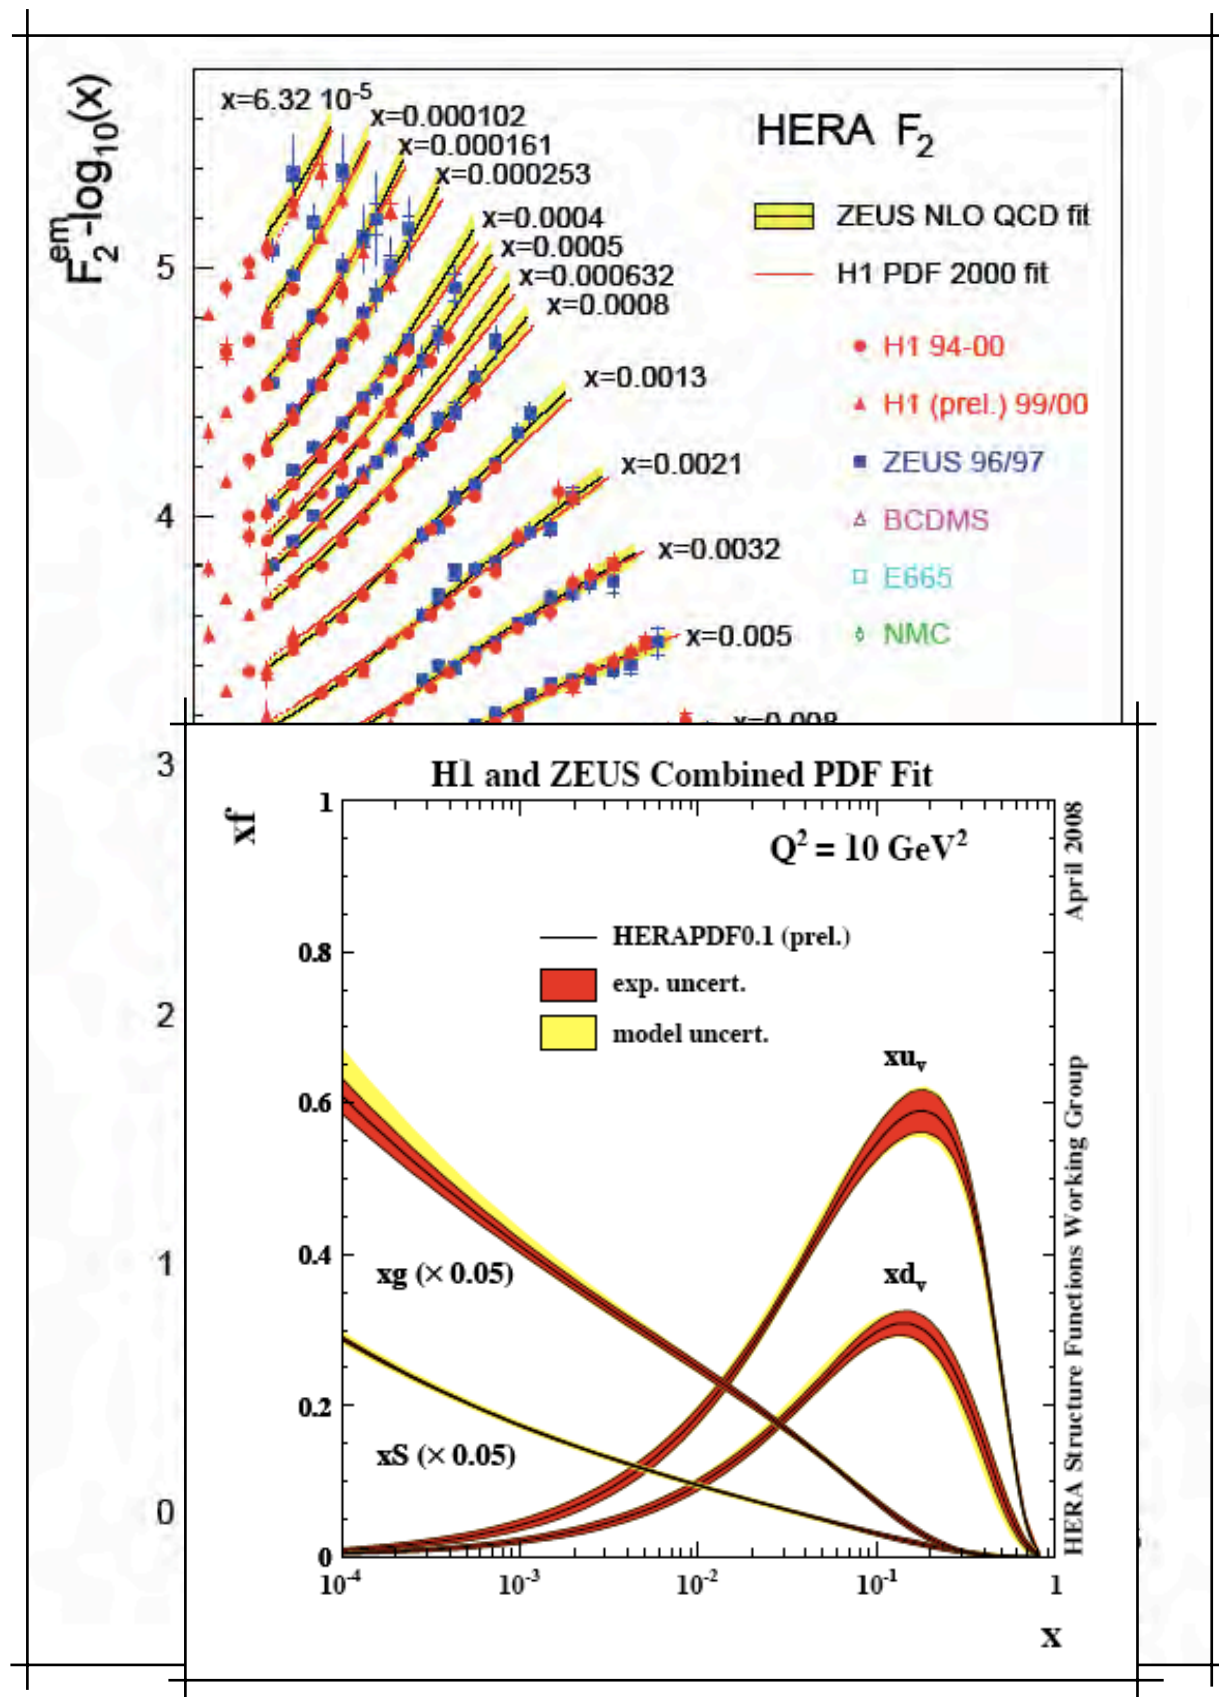 F₂ᵉᵐ-log₁₀(x)
x=6.32 10⁻⁵
x=0.000102
x=0.000161
x=0.000253
x=0.0004
x=0.0005
x=0.000632
x=0.0008
x=0.0013
x=0.0021
x=0.0032
x=0.005
x=0.008
HERA F₂
ZEUS NLO QCD fit
H1 PDF 2000 fit
H1 94-00
H1 (prel.) 99/00
ZEUS 96/97
BCDMS
E665
NMC
5
4
3
2
1
0
H1 and ZEUS Combined PDF Fit
xf
Q² = 10 GeV²
HERAPDF0.1 (prel.)
exp. uncert.
model uncert.
xuᵥ
xdᵥ
xg (× 0.05)
xS (× 0.05)
1
0.8
0.6
0.4
0.2
0
10⁻⁴
10⁻³
10⁻²
10⁻¹
1
x
HERA Structure Functions Working Group
April 2008